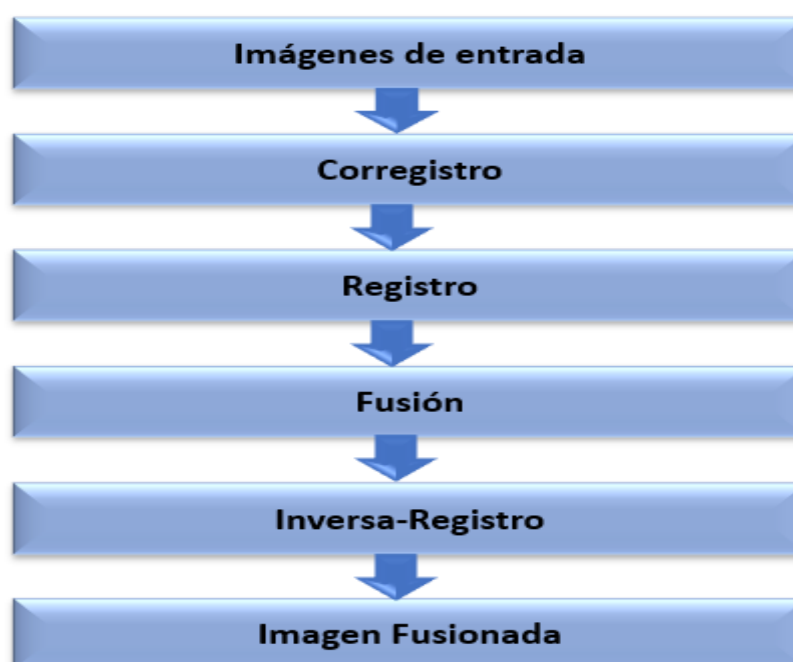 Imágenes de entrada
Corregistro
Registro
Fusión
Inversa-Registro
Imagen Fusionada